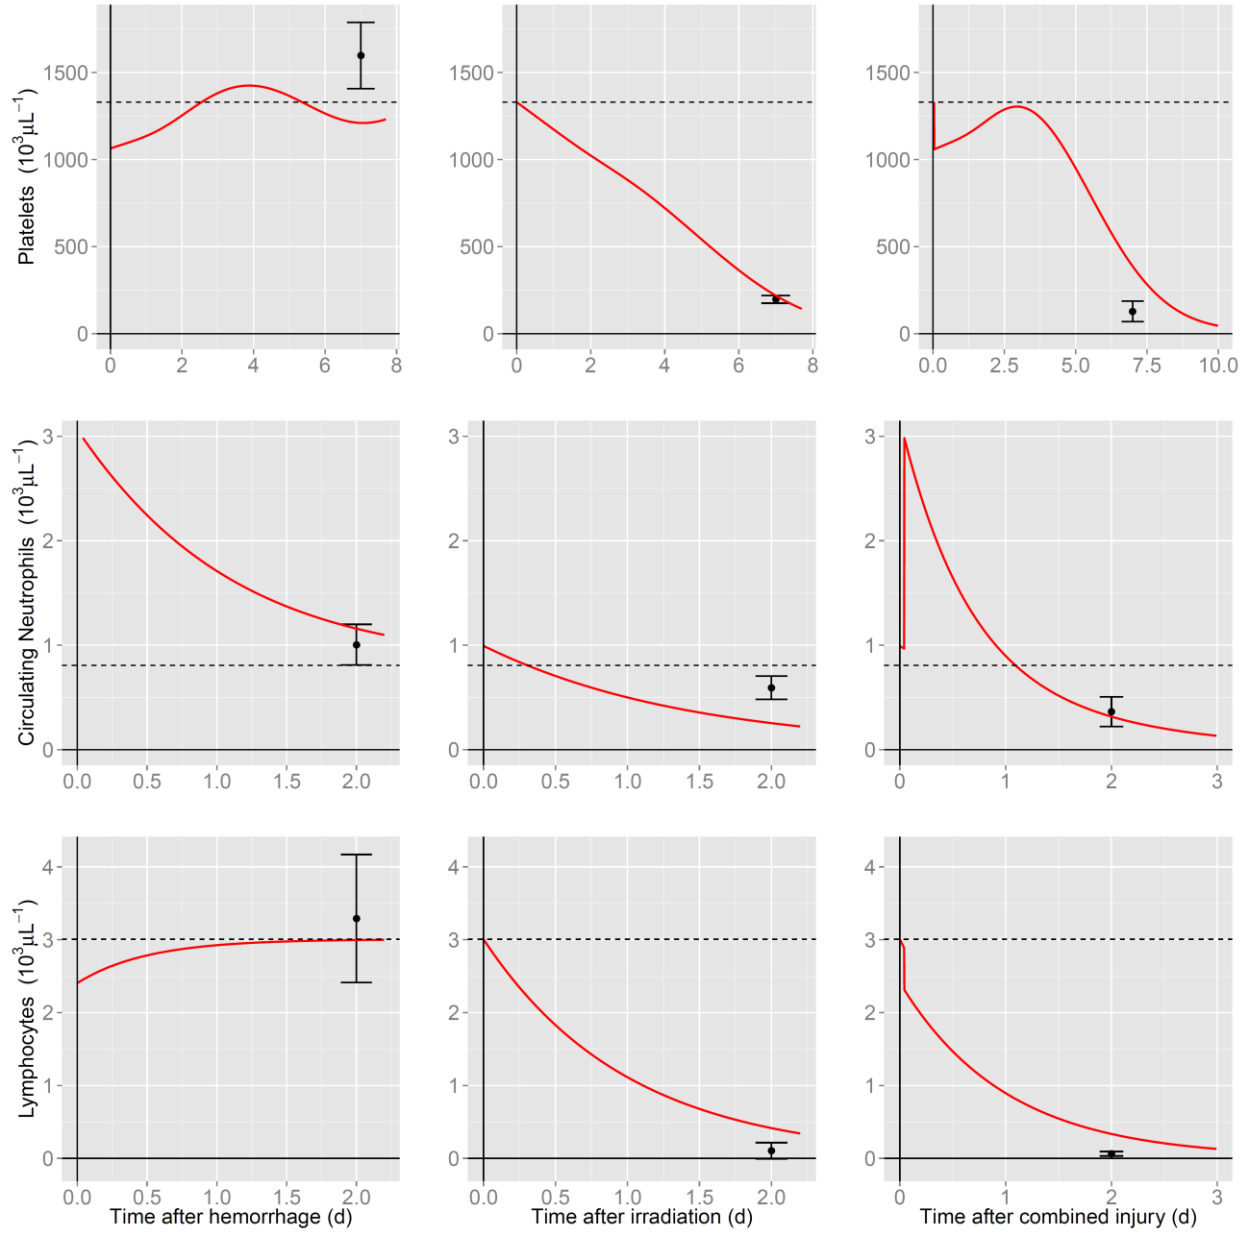 Platelets (10³μL⁻¹)
1500
1000
500
0
0 2 4 6 8
1500
1000
500
0
0 2 4 6 8
1500
1000
500
0
0.0 2.5 5.0 7.5 10.0
Circulating Neutrophils (10³μL⁻¹)
3
2
1
0
0.0 0.5 1.0 1.5 2.0
3
2
1
0
0.0 0.5 1.0 1.5 2.0
3
2
1
0
0 1 2 3
Lymphocytes (10³μL⁻¹)
4
3
2
1
0
0.0 0.5 1.0 1.5 2.0
Time after hemorrhage (d)
4
3
2
1
0
0.0 0.5 1.0 1.5 2.0
Time after irradiation (d)
4
3
2
1
0
0 1 2 3
Time after combined injury (d)